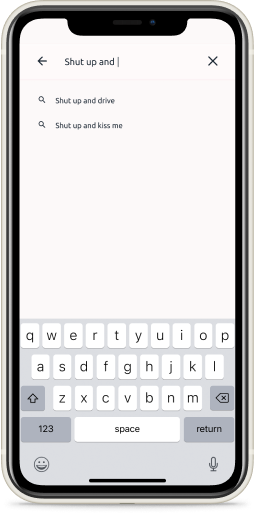 Shut up and
Shut up and drive
Shut up and kiss me
q w e r t y u i o p
a s d f g h j k l
z x c v b n m
123 space return